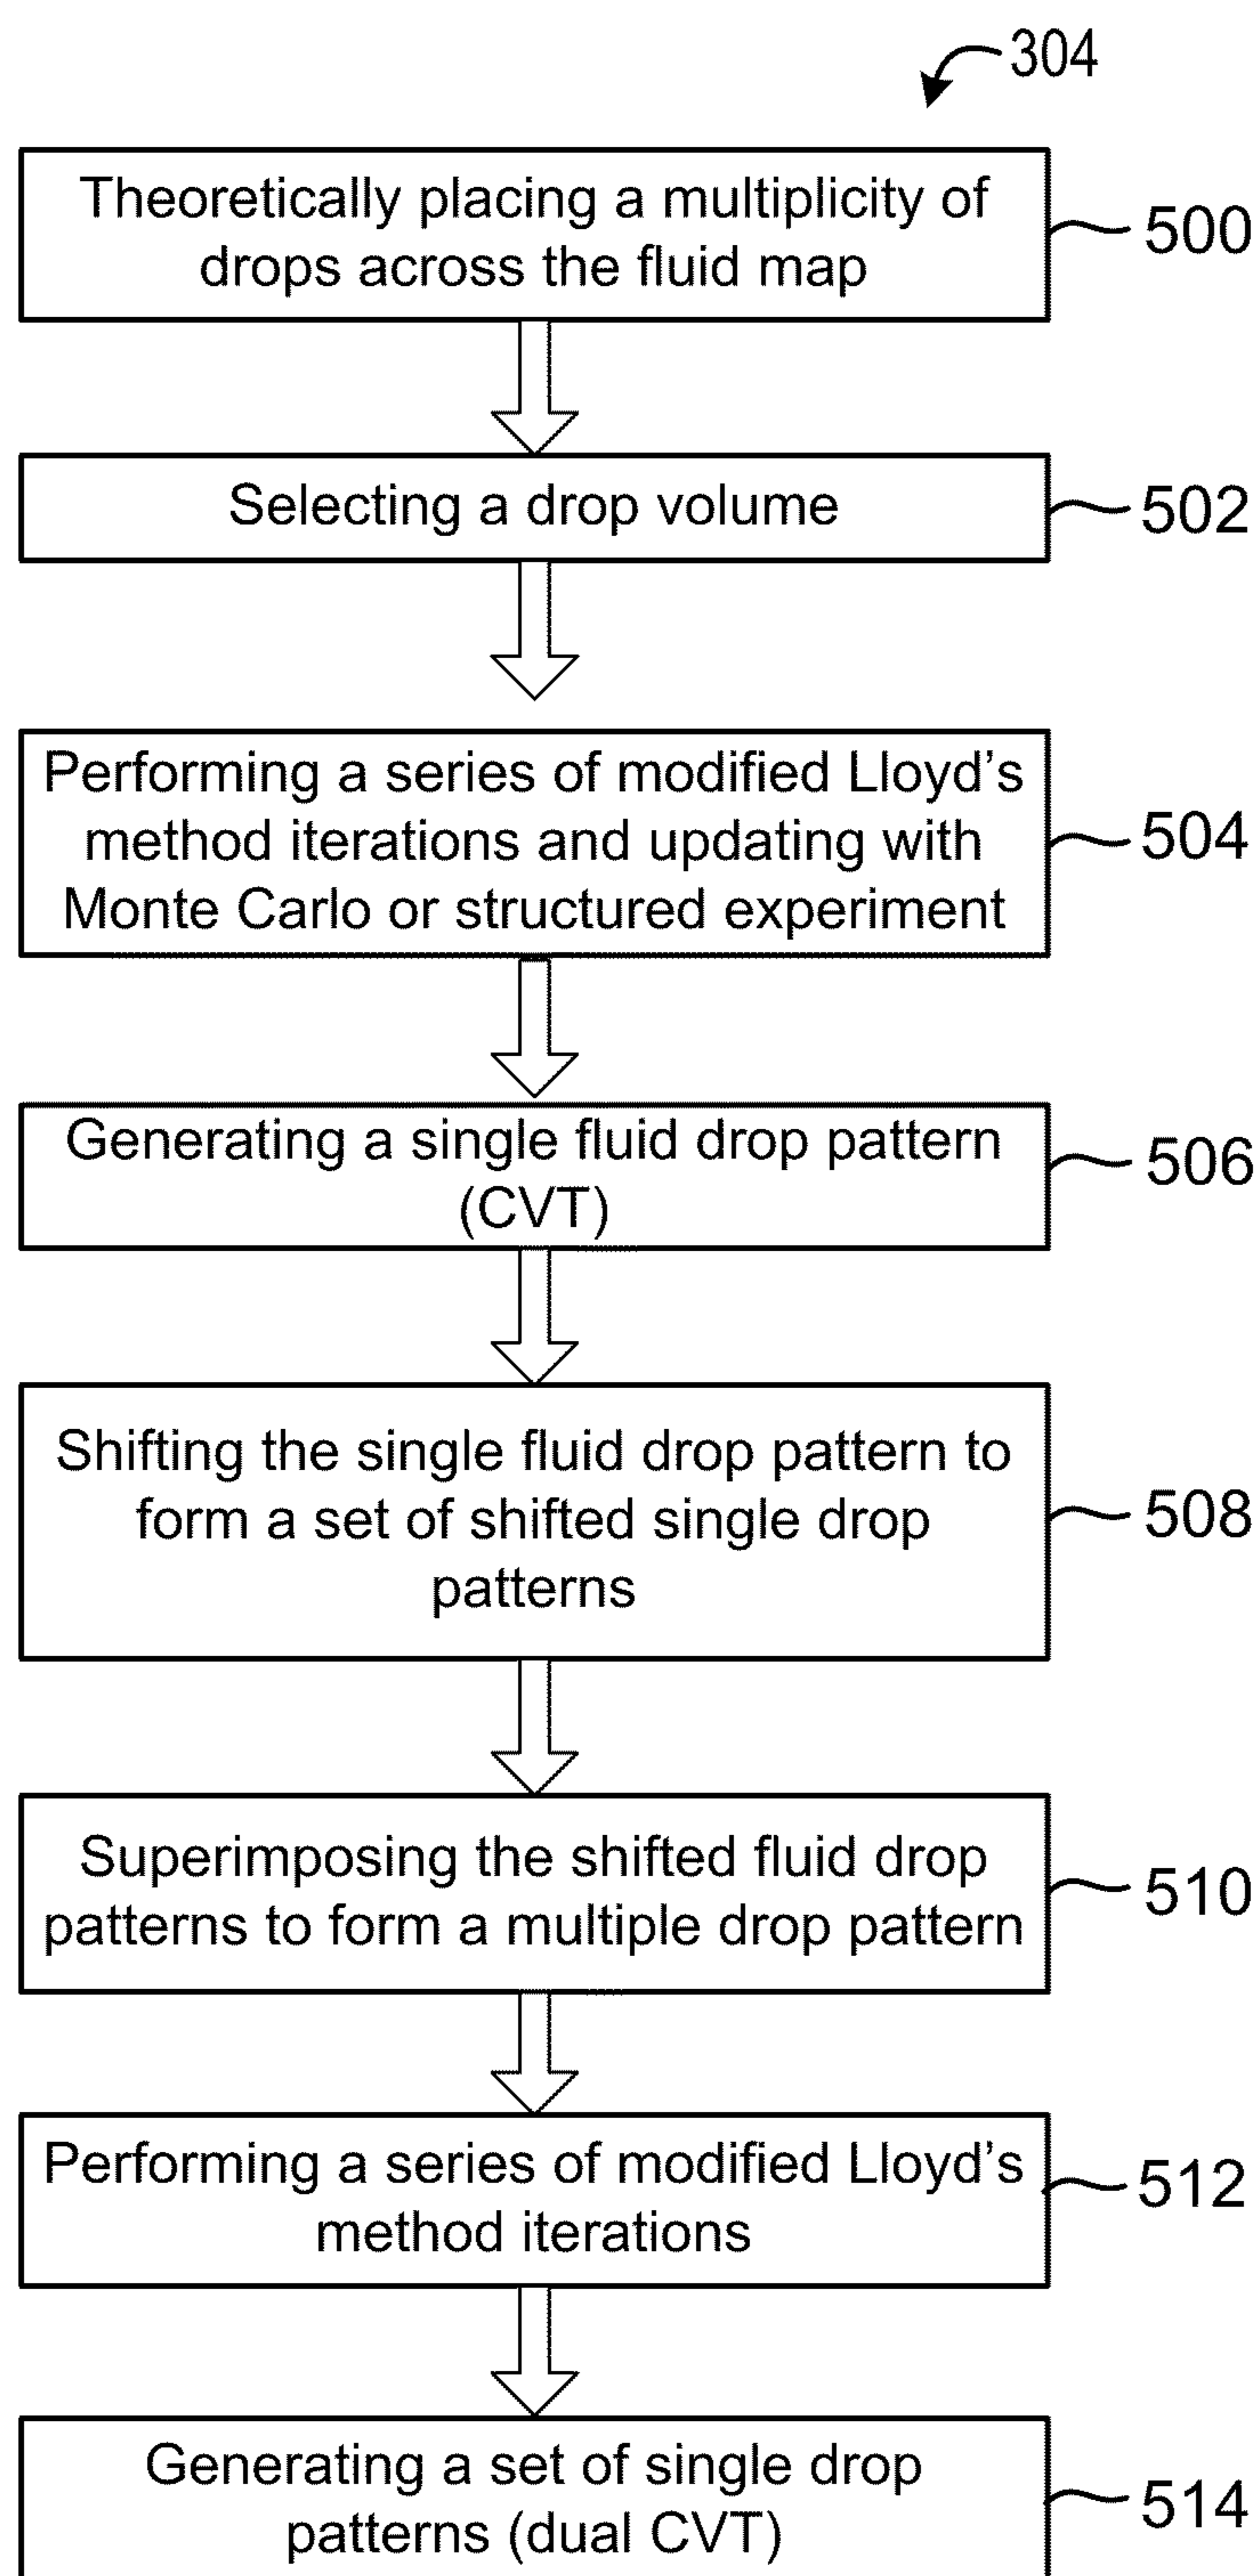 304
Theoretically placing a multiplicity of
drops across the fluid map
500
Selecting a drop volume
502
Performing a series of modified Lloyd's
method iterations and updating with
Monte Carlo or structured experiment
504
Generating a single fluid drop pattern
(CVT)
506
Shifting the single fluid drop pattern to
form a set of shifted single drop
patterns
508
Superimposing the shifted fluid drop
patterns to form a multiple drop pattern
510
Performing a series of modified Lloyd's
method iterations
512
Generating a set of single drop
patterns (dual CVT)
514